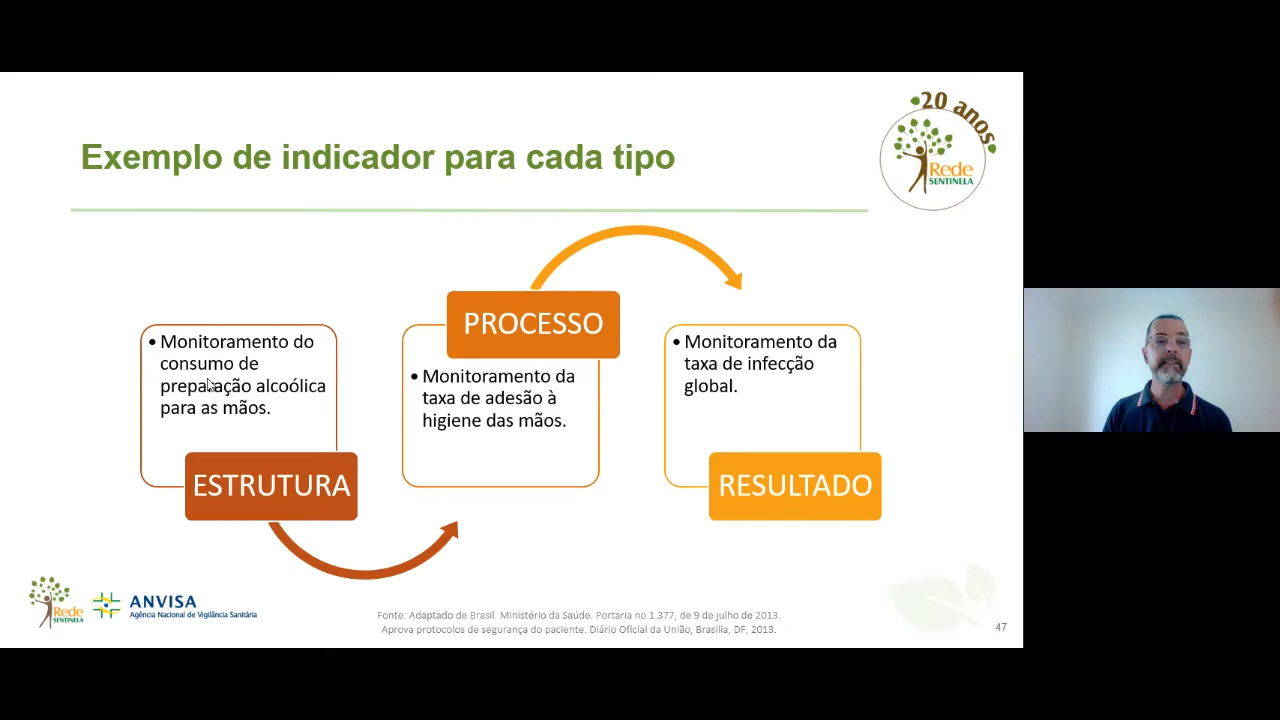 20 anos
Rede
SENTINELA
Exemplo de indicador para cada tipo
• Monitoramento do
consumo de
preparação alcoólica
para as mãos.
ESTRUTURA
PROCESSO
• Monitoramento da
taxa de adesão à
higiene das mãos.
• Monitoramento da
taxa de infecção
global.
RESULTADO
Rede
SENTINELA
ANVISA
Agência Nacional de Vigilância Sanitária
Fonte: Adaptado de Brasil. Ministério da Saúde. Portaria no 1.377, de 9 de julho de 2013.
Aprova protocolos de segurança do paciente. Diário Oficial da União, Brasília, DF, 2013.
47